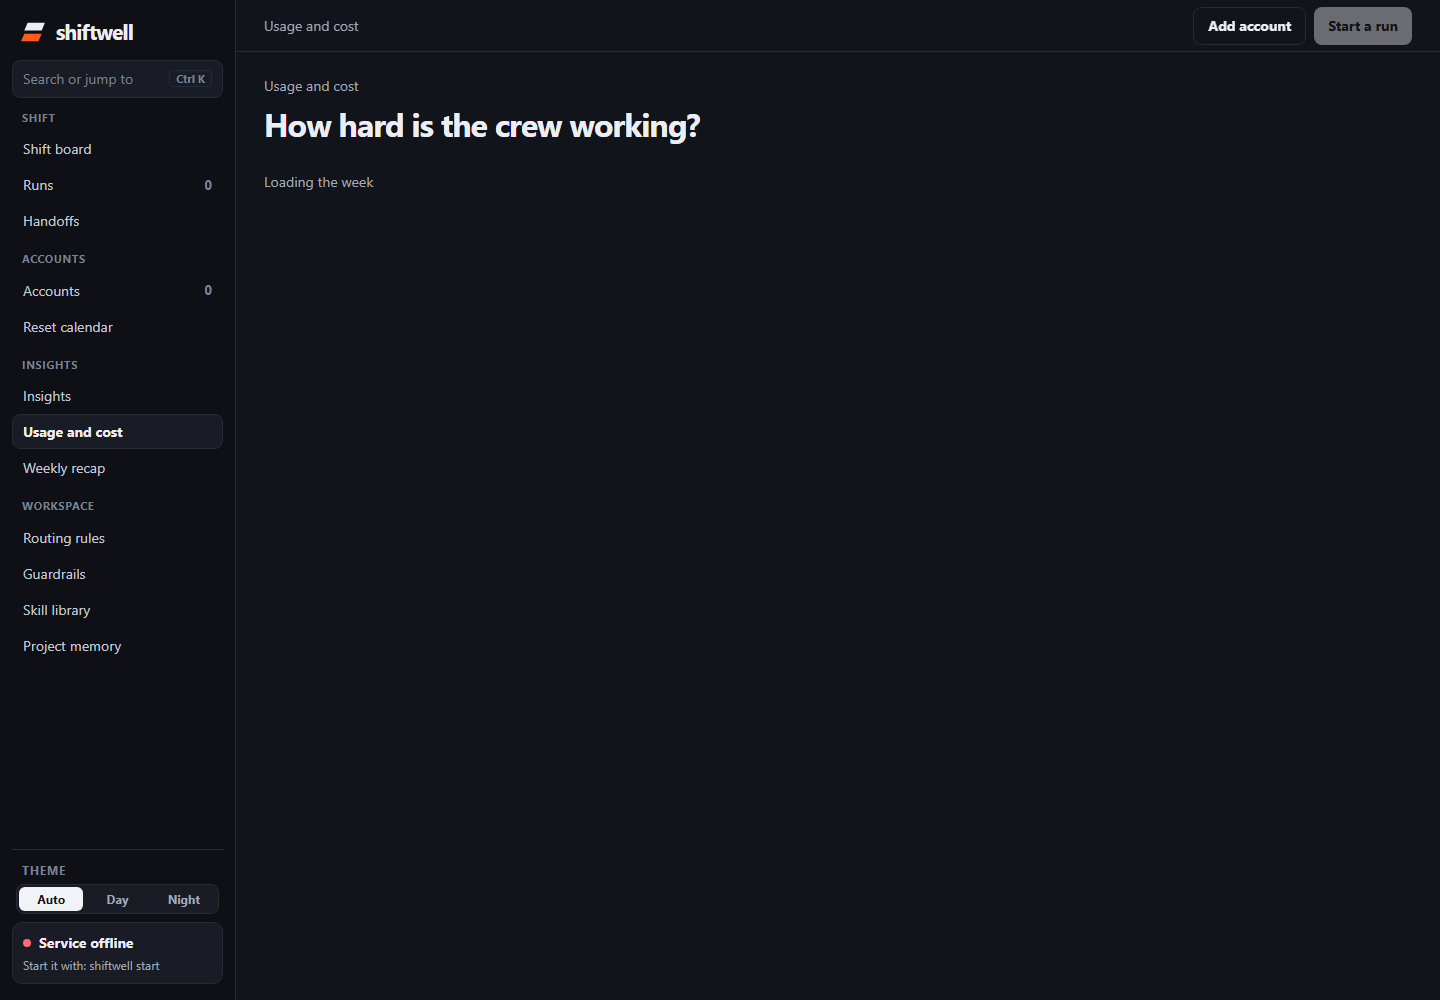 shiftwell
Search or jump to
Ctrl K
SHIFT
Shift board
Runs 0
Handoffs
ACCOUNTS
Accounts 0
Reset calendar
INSIGHTS
Insights
Usage and cost
Weekly recap
WORKSPACE
Routing rules
Guardrails
Skill library
Project memory
THEME
Auto Day Night
Service offline
Start it with: shiftwell start
Usage and cost
Add account
Start a run
Usage and cost
How hard is the crew working?
Loading the week